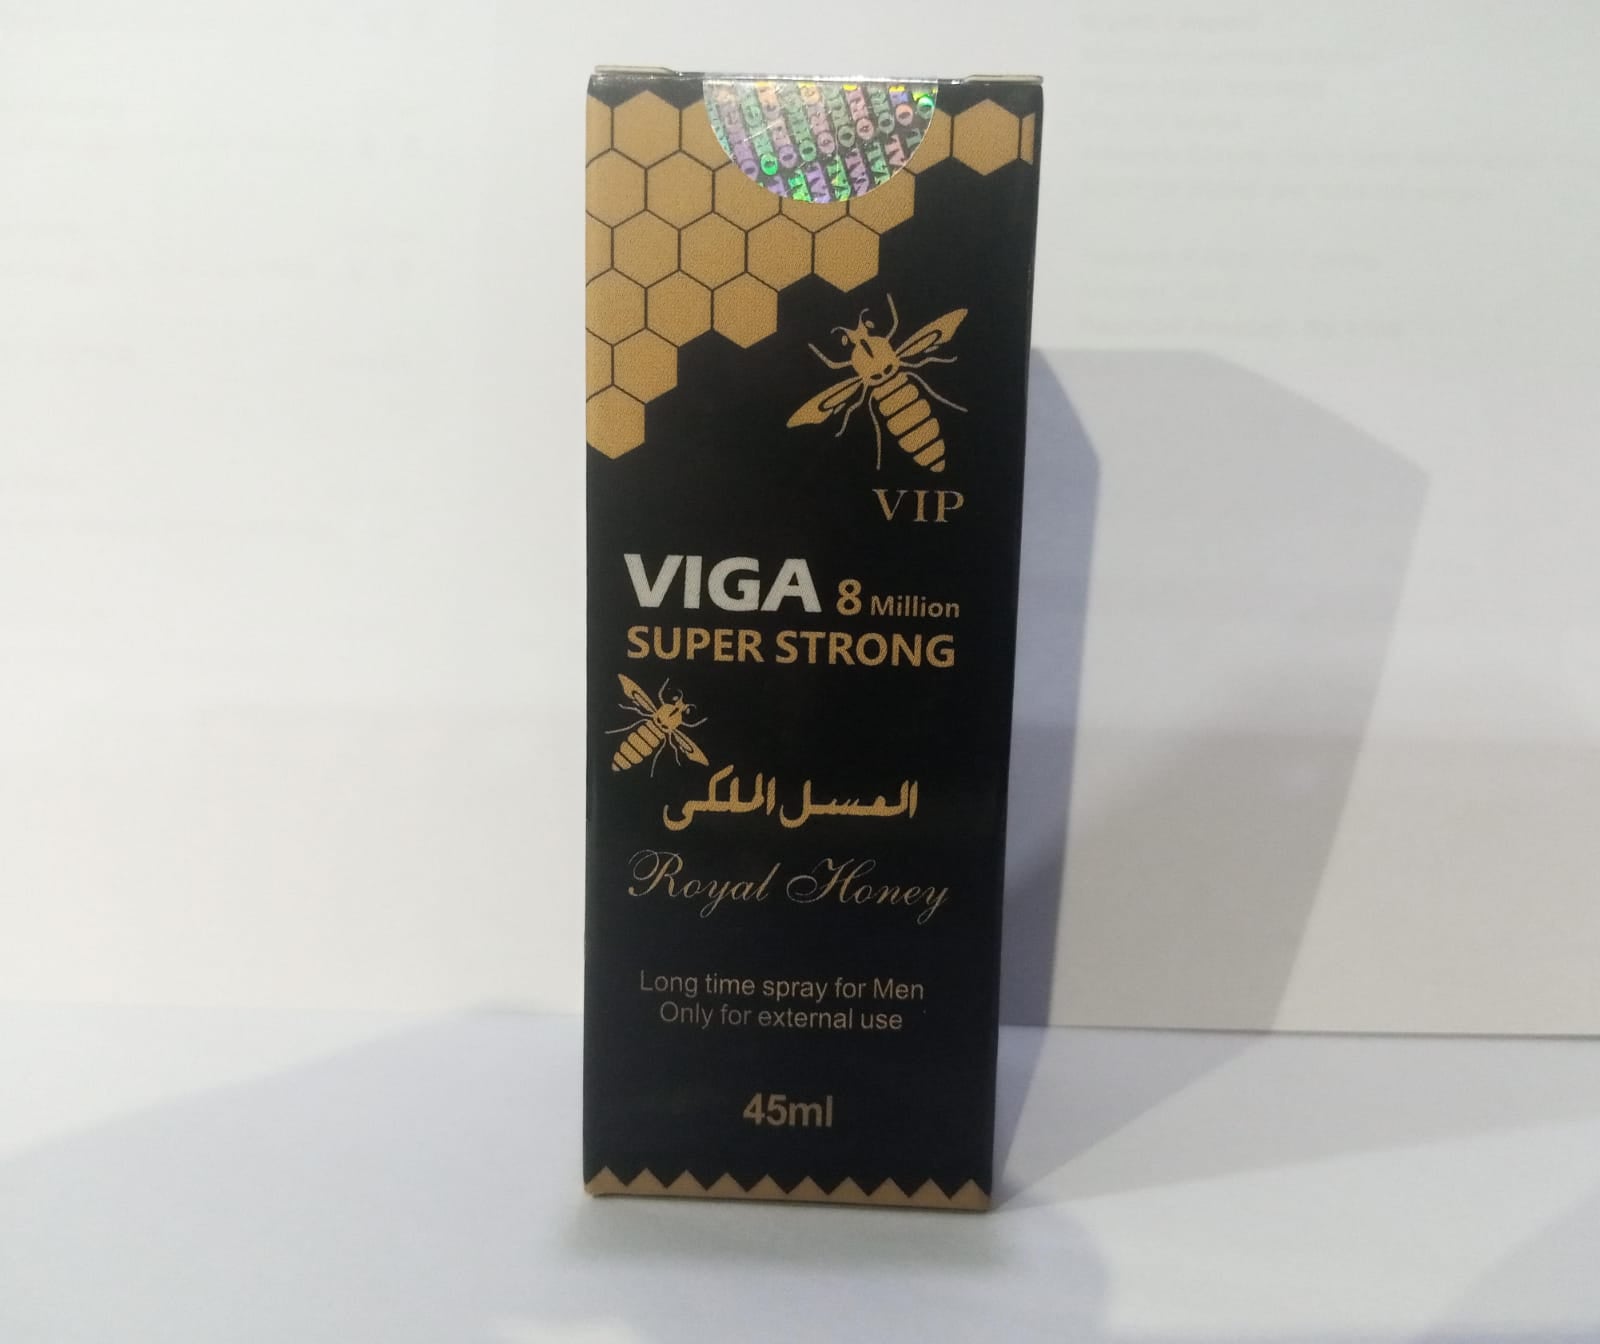 VIP
VIGA 8 Million
SUPER STRONG
العسل الملكي
Royal Honey
Long time spray for Men
Only for external use
45ml